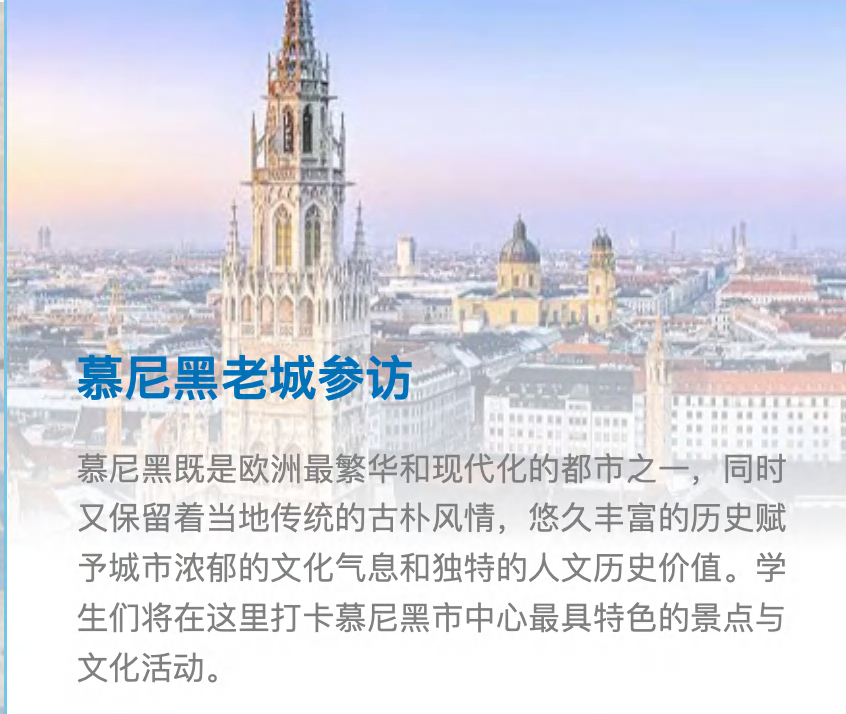 慕尼黑老城参访
慕尼黑既是欧洲最繁华和现代化的都市之一，同时
又保留着当地传统的古朴风情，悠久丰富的历史赋
予城市浓郁的文化气息和独特的人文历史价值。学
生们将在这里打卡慕尼黑市中心最具特色的景点与
文化活动。